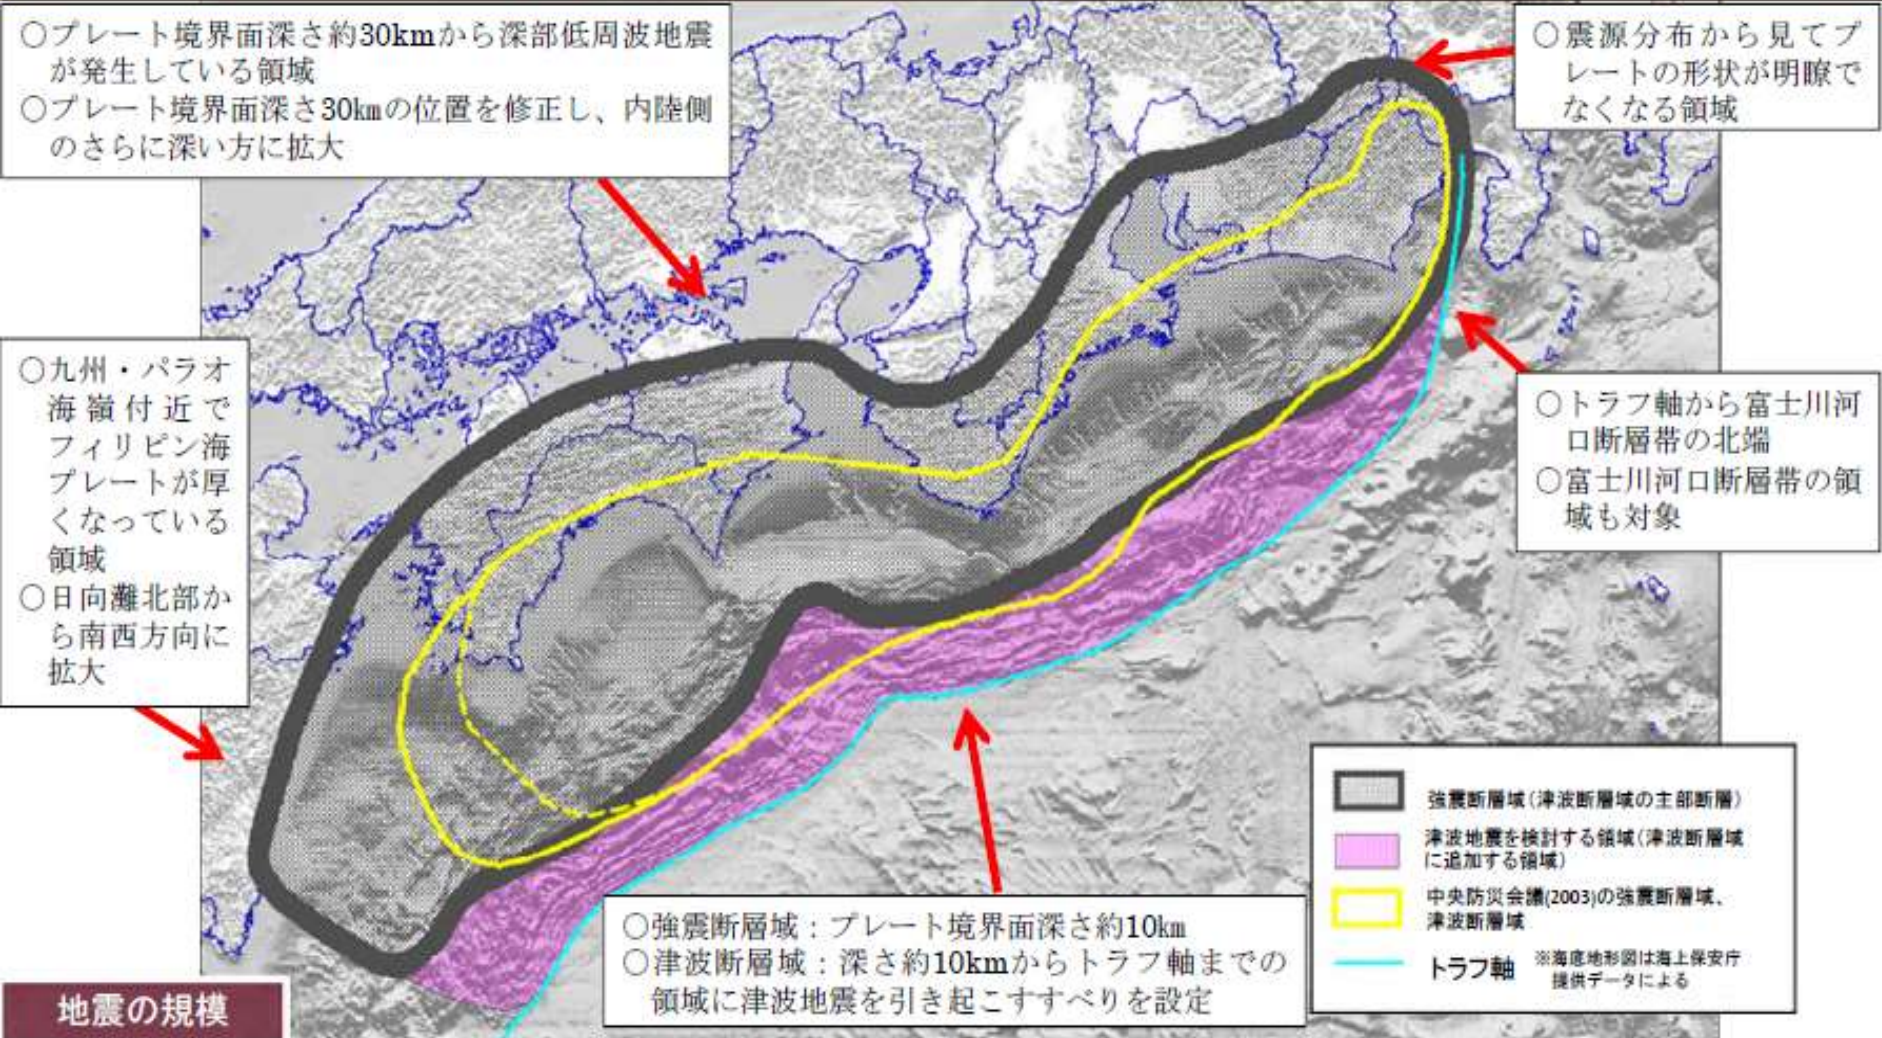 ○プレート境界面深さ約30kmから深部低周波地震
が発生している領域
○プレート境界面深さ30㎞の位置を修正し、内陸側
のさらに深い方に拡大
○震源分布から見てプ
レートの形状が明瞭で
なくなる領域
○九州・パラオ
海嶺付近で
フィリピン海
プレートが厚
くなっている
領域
○日向灘北部か
ら南西方向に
拡大
○トラフ軸から富士川河
口断層帯の北端
○富士川河口断層帯の領
域も対象
○強震断層域：プレート境界面深さ約10㎞
○津波断層域：深さ約10kmからトラフ軸までの
領域に津波地震を引き起こすすべりを設定
強震断層域(津波断層域の主部断層)
津波地震を検討する領域(津波断層域
に追加する領域)
中央防災会議(2003)の強震断層域、
津波断層域
トラフ軸
※海底地形図は海上保安庁
提供データによる
地震の規模